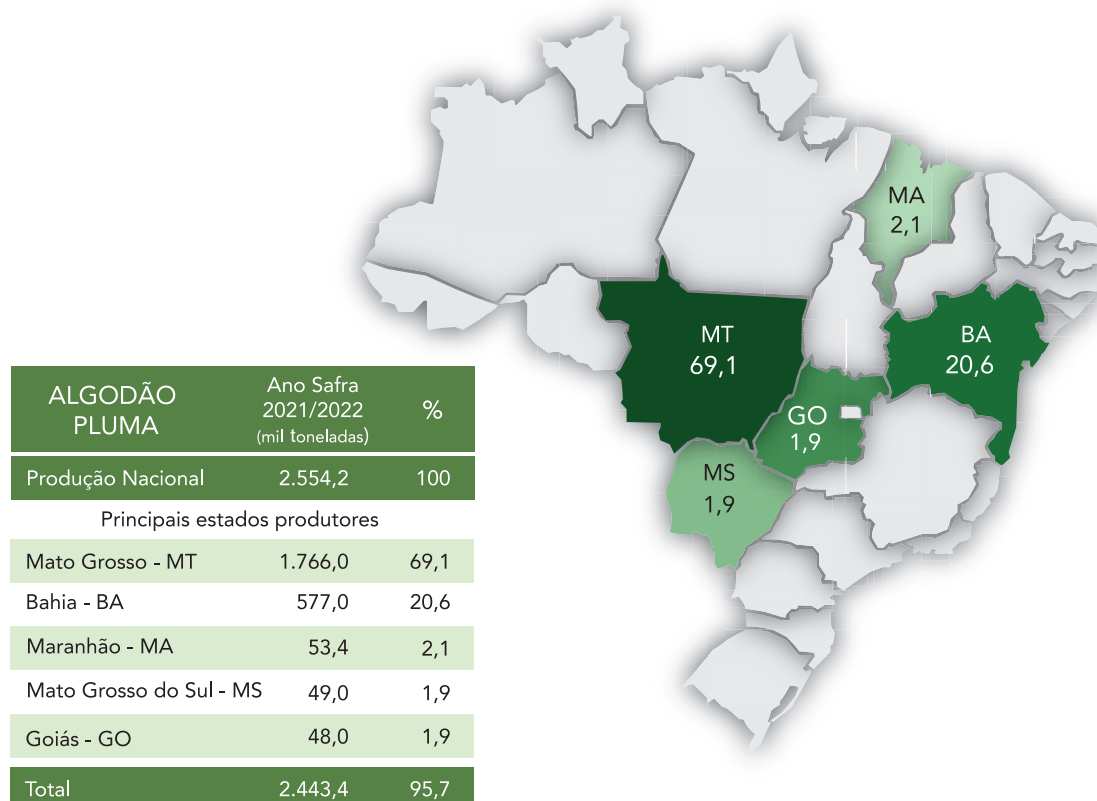 MA
2,1
MT
69,1
BA
20,6
GO
1,9
MS
1,9
ALGODÃO
PLUMA
Ano Safra
2021/2022
(mil toneladas)
%
Produção Nacional 2.554,2 100
Principais estados produtores
Mato Grosso - MT 1.766,0 69,1
Bahia - BA 577,0 20,6
Maranhão - MA 53,4 2,1
Mato Grosso do Sul - MS 49,0 1,9
Goiás - GO 48,0 1,9
Total 2.443,4 95,7